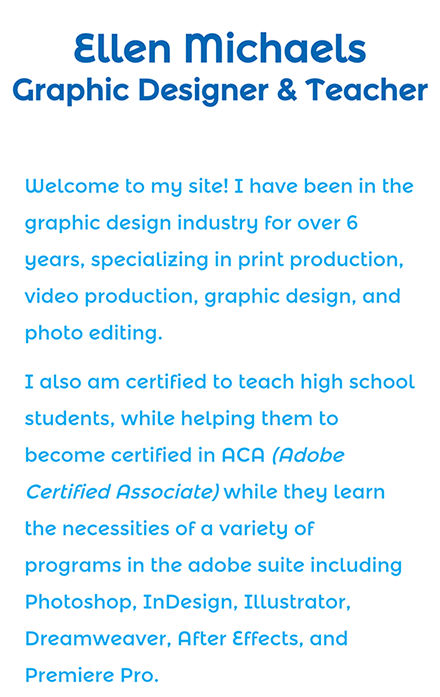 Ellen Michaels
Graphic Designer & Teacher
Welcome to my site! I have been in the
graphic design industry for over 6
years, specializing in print production,
video production, graphic design, and
photo editing.
I also am certified to teach high school
students, while helping them to
become certified in ACA (Adobe
Certified Associate) while they learn
the necessities of a variety of
programs in the adobe suite including
Photoshop, InDesign, Illustrator,
Dreamweaver, After Effects, and
Premiere Pro.